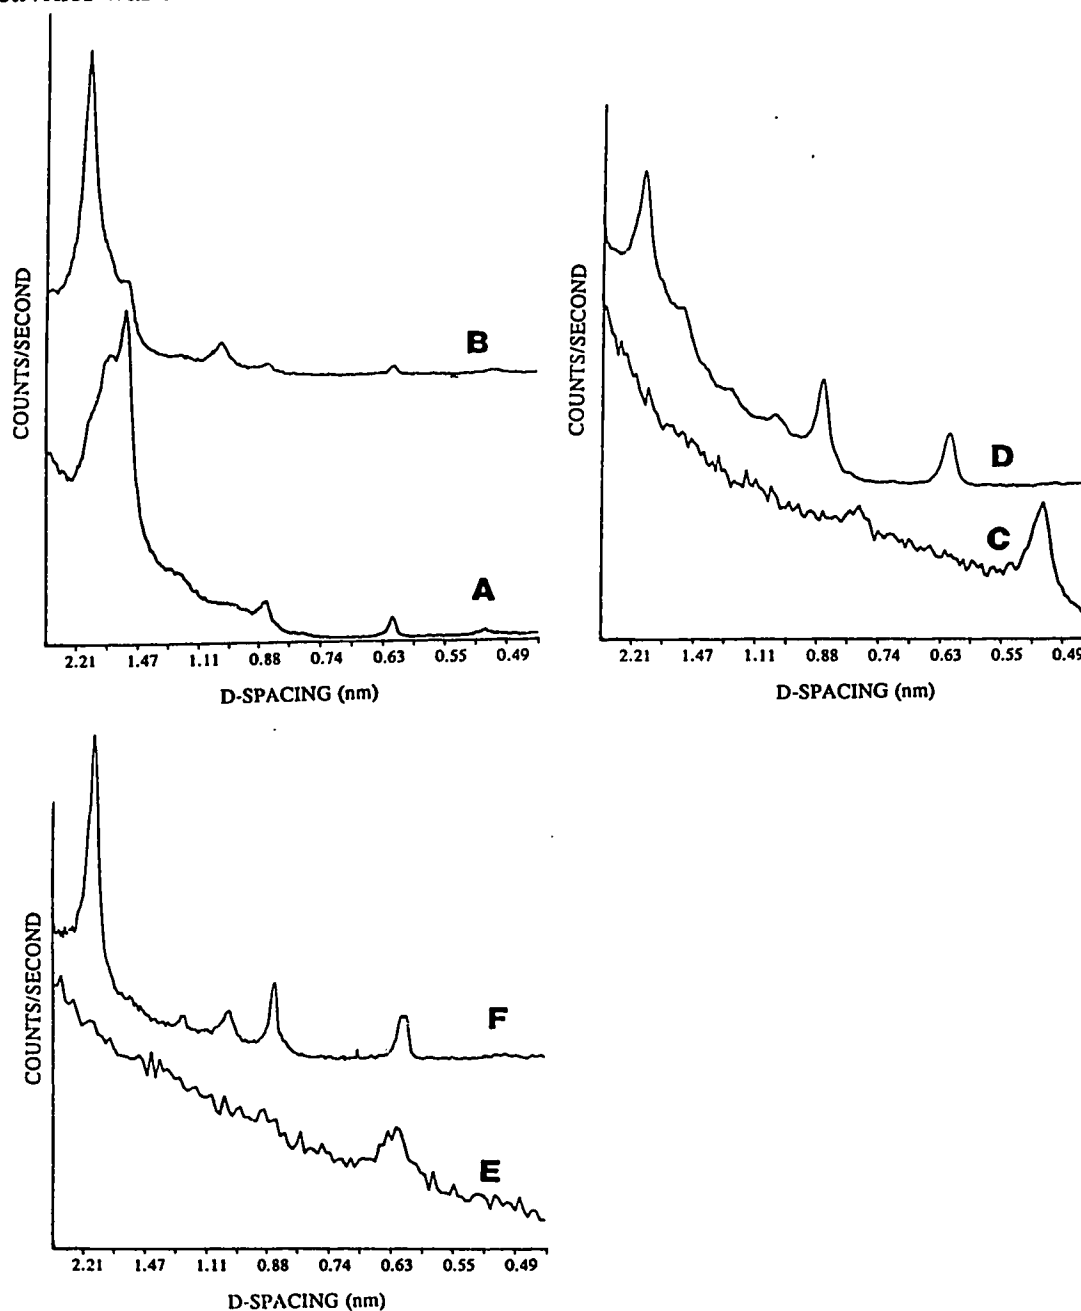 COUNTS/SECOND
B
A
2.21 1.47 1.11 0.88 0.74 0.63 0.55 0.49
D-SPACING (nm)
COUNTS/SECOND
D
C
2.21 1.47 1.11 0.88 0.74 0.63 0.55 0.49
D-SPACING (nm)
COUNTS/SECOND
F
E
2.21 1.47 1.11 0.88 0.74 0.63 0.55 0.49
D-SPACING (nm)